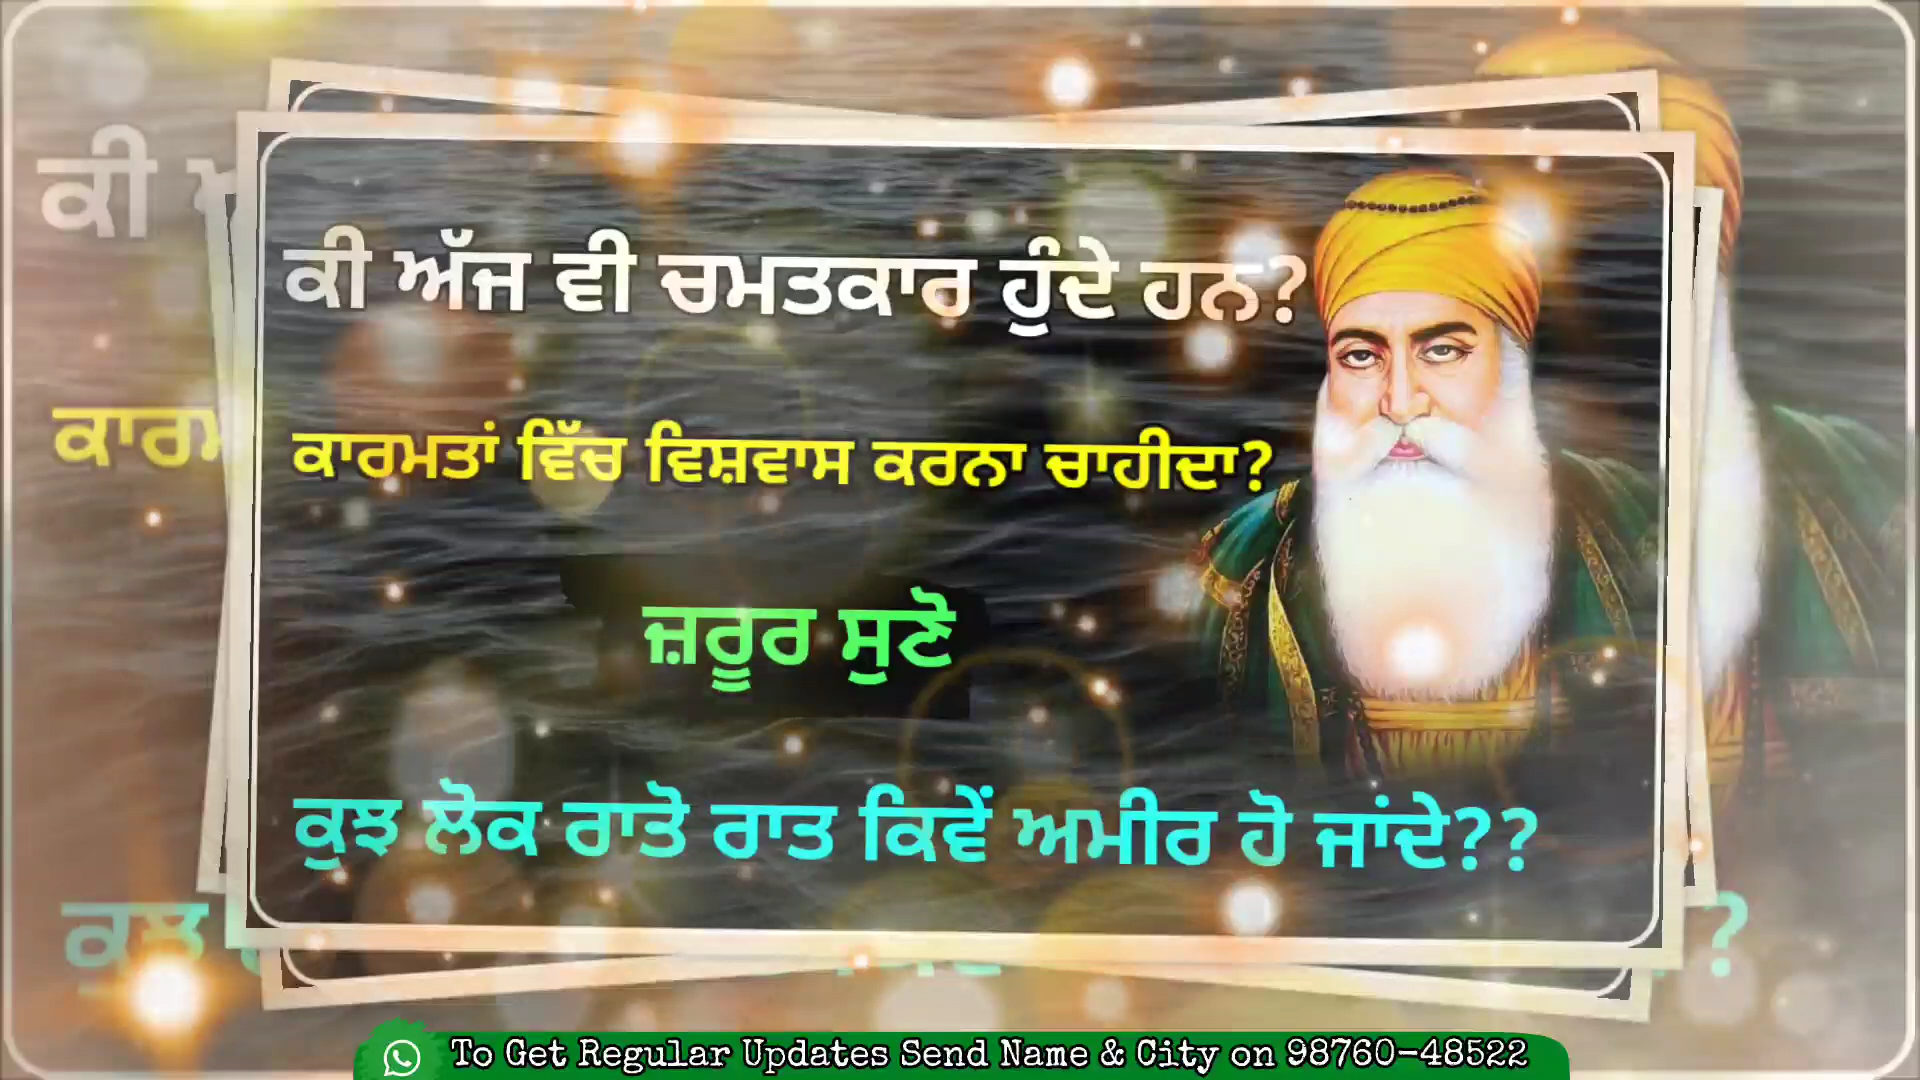 ਕੀ ਅੱਜ ਵੀ ਚਮਤਕਾਰ ਹੁੰਦੇ ਹਨ?
ਕਾਰਮਤਾਂ ਵਿੱਚ ਵਿਸ਼ਵਾਸ ਕਰਨਾ ਚਾਹੀਦਾ?
ਜ਼ਰੂਰ ਸੁਣੋ
ਕੁਝ ਲੋਕ ਰਾਤੋ ਰਾਤ ਕਿਵੇਂ ਅਮੀਰ ਹੋ ਜਾਂਦੇ??
To Get Regular Updates Send Name & City on 98760-48522